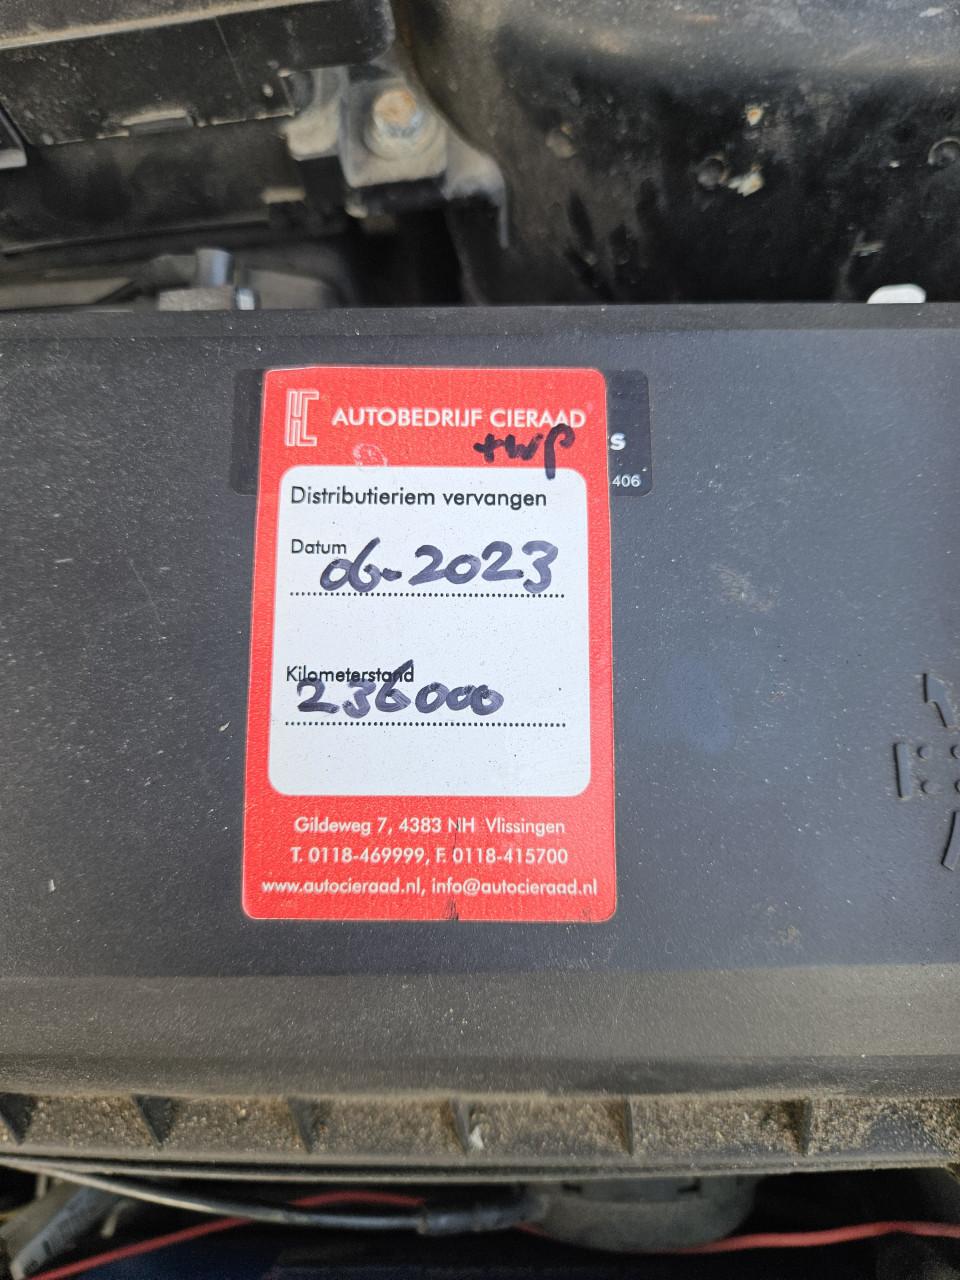 AUTOBEDRIJF CIERAAD
+wp
S
406
Distributieriem vervangen
Datum
06-2023
Kilometerstand
236000
Gildeweg 7, 4383 NH Vlissingen
T. 0118-469999, F. 0118-415700
www.autocieraad.nl, info@autocieraad.nl